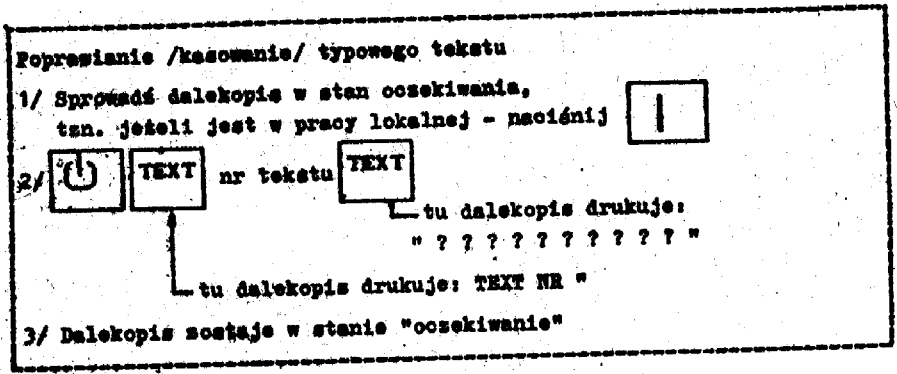 Poprawianie /kasowanie/ typowego tekstu
1/ Sprowadź dalekopis w stan oczekiwania,
tzn. jeżeli jest w pracy lokalnej - naciśnij |
2/ TEXT nr tekstu TEXT
tu dalekopis drukuje:
" ? ? ? ? ? ? ? ? ? ? ? "
tu dalekopis drukuje: TEXT NR "
3/ Dalekopis zostaje w stanie "oczekiwanie"